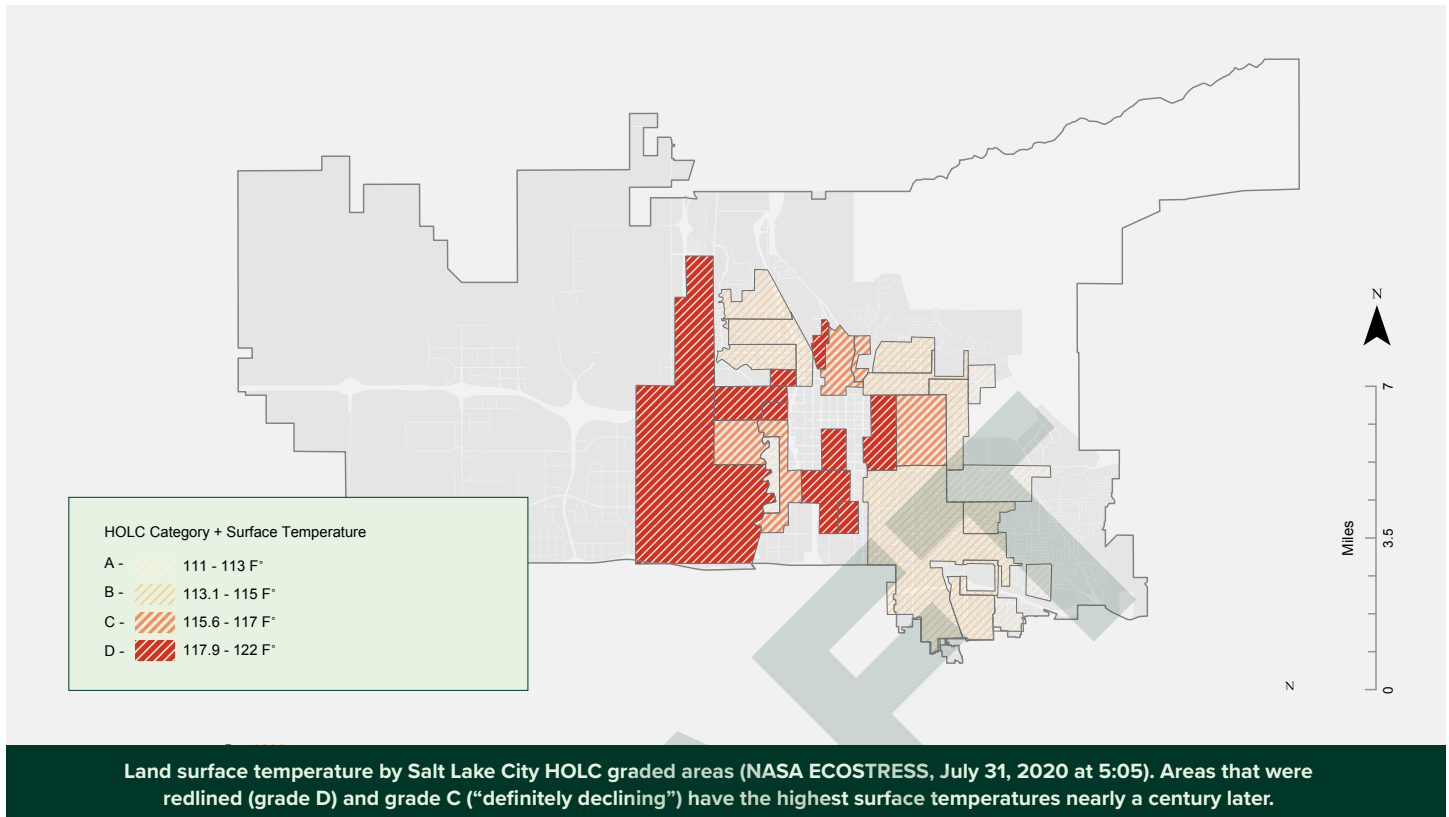 N
7
3.5
Miles
0
N
HOLC Category + Surface Temperature
A - 111 - 113 F°
B - 113.1 - 115 F°
C - 115.6 - 117 F°
D - 117.9 - 122 F°
Land surface temperature by Salt Lake City HOLC graded areas (NASA ECOSTRESS, July 31, 2020 at 5:05). Areas that were
redlined (grade D) and grade C (“definitely declining”) have the highest surface temperatures nearly a century later.